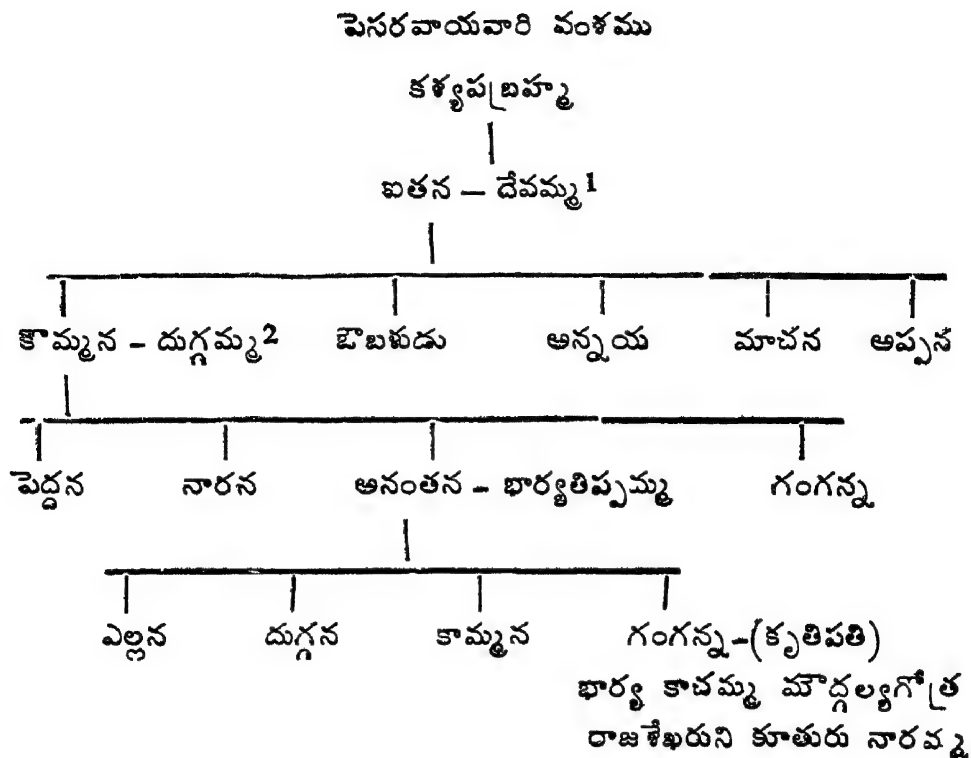 పెసరవాయవారి వంశము
కశ్యపబ్రహ్మ
ఐతన – దేవమ్మ¹
కొమ్మన – దుగ్గమ్మ² ఔబళుడు అన్నయ మాచన అప్పన
పెద్దన నారన అనంతన – భార్యతిప్పమ్మ గంగన్న
ఎల్లన దుగ్గన కామ్మన గంగన్న–(కృతిపతి)
భార్య కాచమ్మ మౌద్గల్యగోత్ర
రాజశేఖరుని కూతురు నారమ్మ